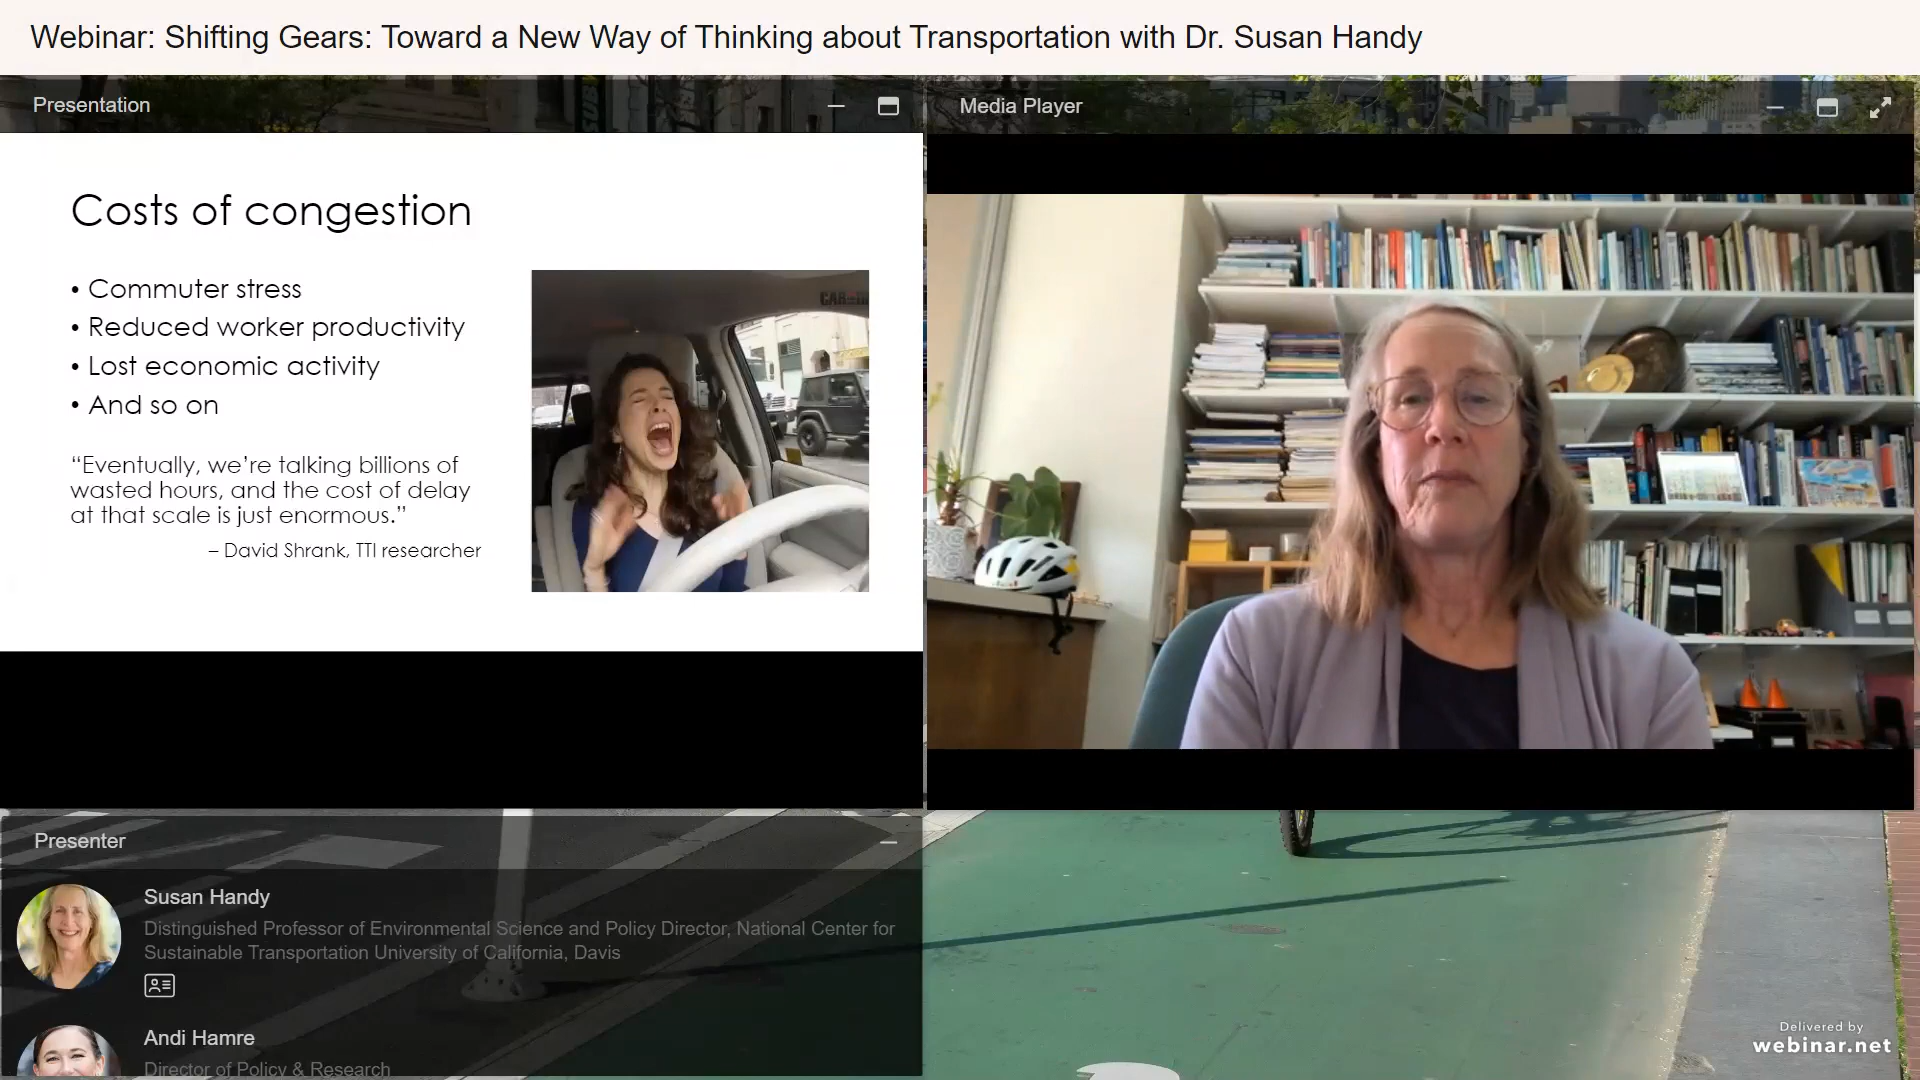 Webinar: Shifting Gears: Toward a New Way of Thinking about Transportation with Dr. Susan Handy
Presentation
Costs of congestion
• Commuter stress
• Reduced worker productivity
• Lost economic activity
• And so on
“Eventually, we’re talking billions of
wasted hours, and the cost of delay
at that scale is just enormous.”
– David Shrank, TTI researcher
Media Player
Presenter
Susan Handy
Distinguished Professor of Environmental Science and Policy Director, National Center for
Sustainable Transportation University of California, Davis
Andi Hamre
Director of Policy & Research
Delivered by
webinar.net